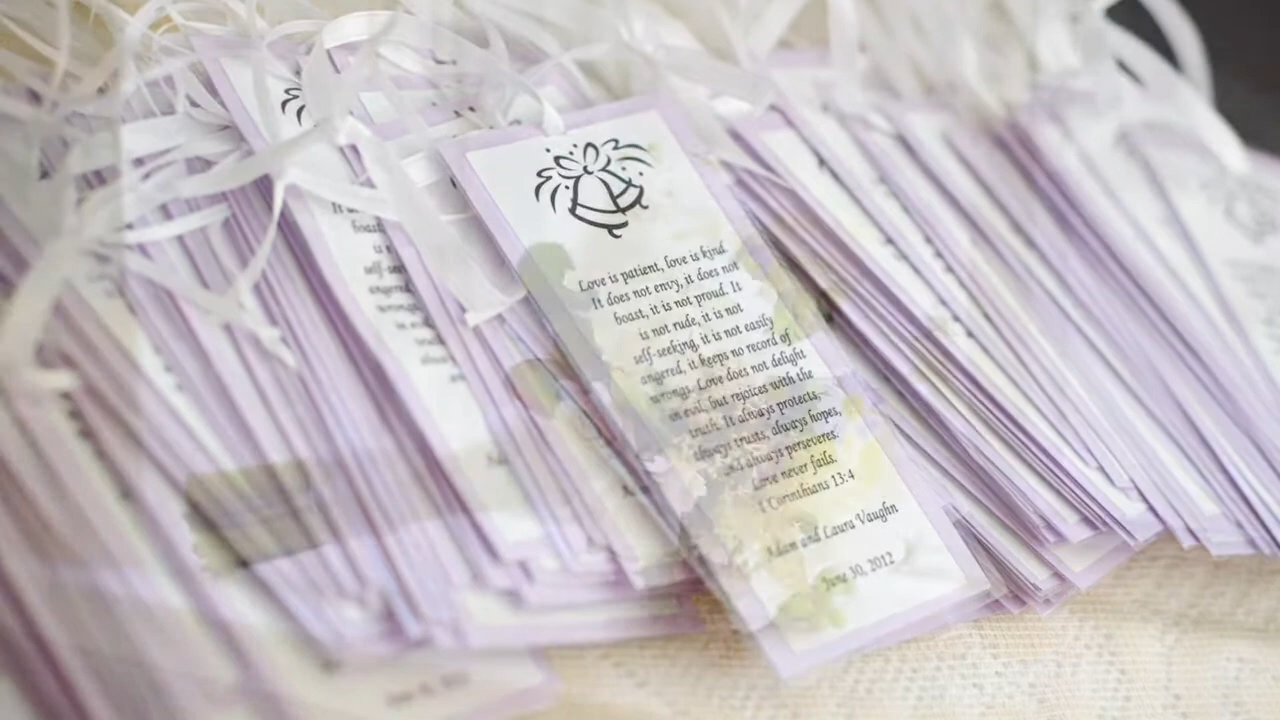 Love is patient, love is kind.
It does not envy, it does not
boast, it is not proud. It
is not rude, it is not
self-seeking, it is not easily
angered, it keeps no record of
wrongs. Love does not delight
in evil, but rejoices with the
truth. It always protects,
always trusts, always hopes,
and always perseveres.
Love never fails.
1 Corinthians 13:4
Adam and Laura Vaughn
June 30, 2012